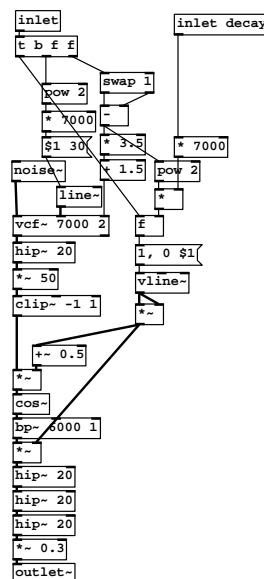 inlet
inlet decay
t b f f
swap 1
pow 2
-
* 7000
* 3.5
* 7000
$1 30
+ 1.5
noise~
pow 2
line~
*
vcf~ 7000 2
f
hip~ 20
1, 0 $1
*~ 50
vline~
clip~ -1 1
*~
+~ 0.5
*~
cos~
bp~ 6000 1
*~
hip~ 20
hip~ 20
hip~ 20
*~ 0.3
outlet~